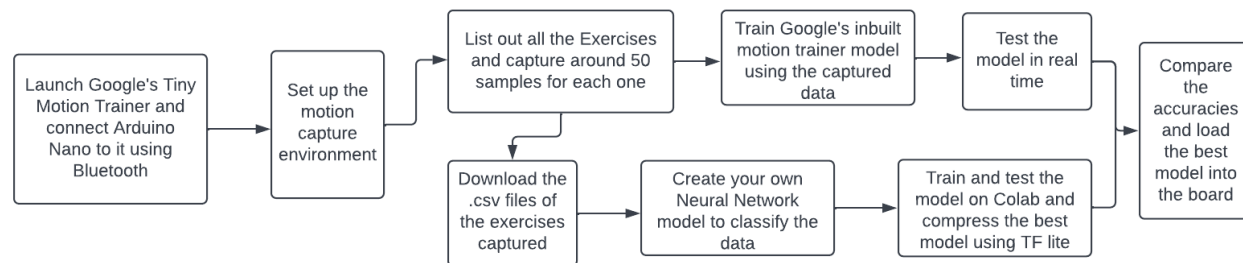 Launch Google's Tiny
Motion Trainer and
connect Arduino
Nano to it using
Bluetooth
Set up the
motion
capture
environment
List out all the Exercises
and capture around 50
samples for each one
Train Google's inbuilt
motion trainer model
using the captured
data
Test the
model in real
time
Download the
.csv files of
the exercises
captured
Create your own
Neural Network
model to classify the
data
Train and test the
model on Colab and
compress the best
model using TF lite
Compare
the
accuracies
and load
the best
model into
the board